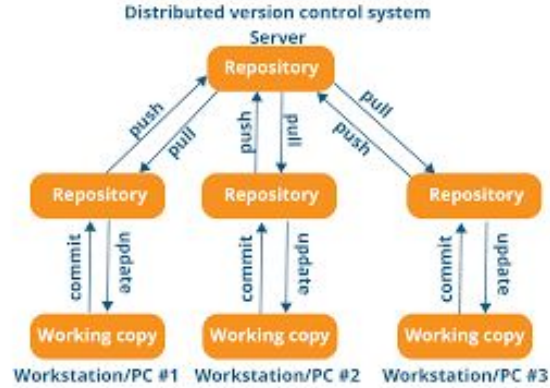 Distributed version control system
Server
Repository
push
pull
push
pull
push
pull
Repository
Repository
Repository
commit
update
commit
update
commit
update
Working copy
Working copy
Working copy
Workstation/PC #1
Workstation/PC #2
Workstation/PC #3